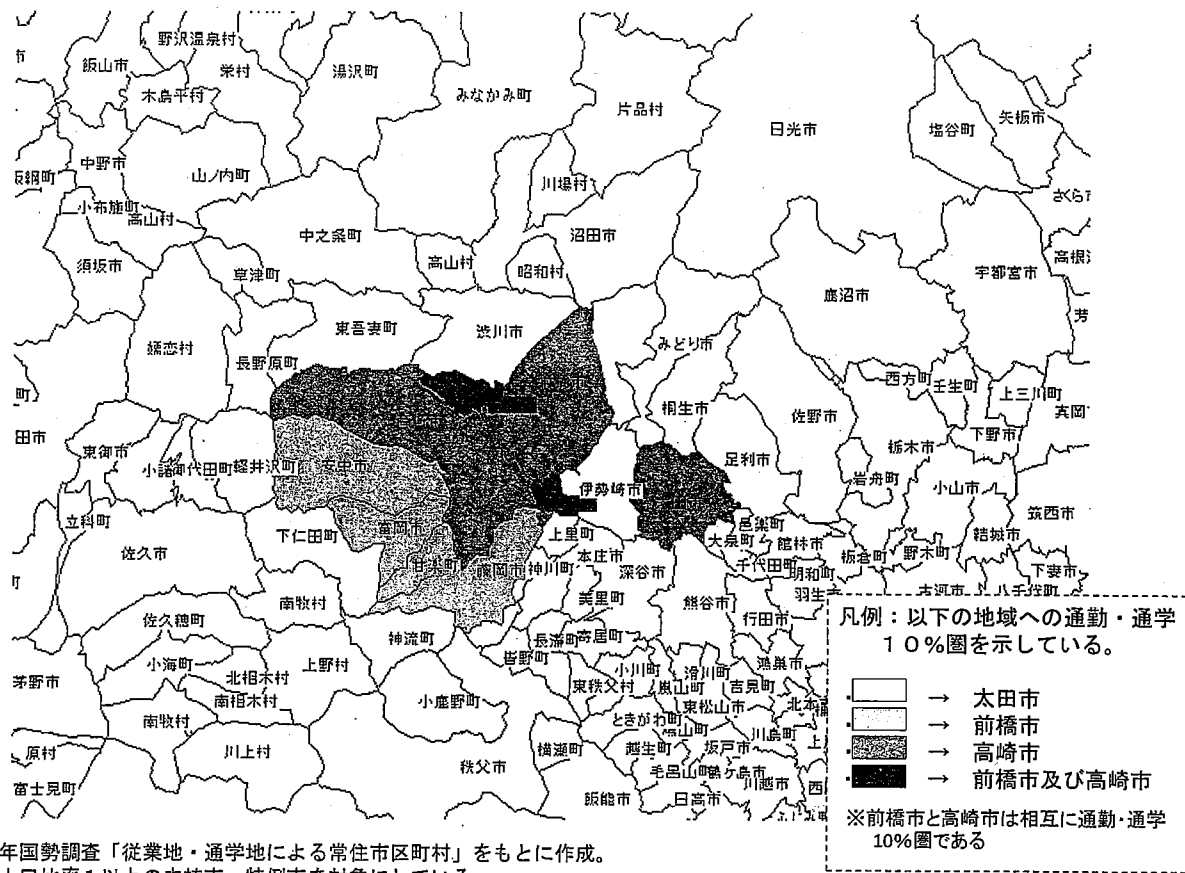 野沢温泉村
飯山市
栄村
湯沢町
みなかみ町
木島平村
片品村
日光市
塩谷町
矢板市
中野市
山ノ内町
川場村
小布施町
高山村
中之条町
沼田市
須坂市
草津町
高山村
昭和村
宇都宮市
鹿沼市
東吾妻町
渋川市
嬬恋村
長野原町
みどり市
西方町
壬生町
上三川町
桐生市
佐野市
下野市
東御市
御代田町
軽井沢町
安中市
足利市
栃木市
岩舟町
伊勢崎市
小山市
立科町
富岡市
下仁田町
上里町
邑楽町
大泉町
館林市
結城市
筑西市
佐久市
甘楽町
藤岡市
神川町
本庄市
深谷市
千代田町
明和町
板倉町
野木町
下妻市
南牧村
美里町
熊谷市
羽生市
古河市
八千代町
佐久穂町
神流町
長瀞町
寄居町
行田市
皆野町
小海町
北相木村
上野村
小川町
滑川町
鴻巣市
茅野市
南相木村
小鹿野町
東秩父村
嵐山町
吉見町
東松山市
南牧村
ときがわ町
川島町
原村
川上村
横瀬町
越生町
坂戸市
富士見町
秩父市
毛呂山町
鶴ヶ島市
川越市
飯能市
日高市
凡例：以下の地域への通勤・通学
１０％圏を示している。
→ 太田市
→ 前橋市
→ 高崎市
→ 前橋市及び高崎市
※前橋市と高崎市は相互に通勤・通学
10%圏である
年国勢調査「従業地・通学地による常住市区町村」をもとに作成。